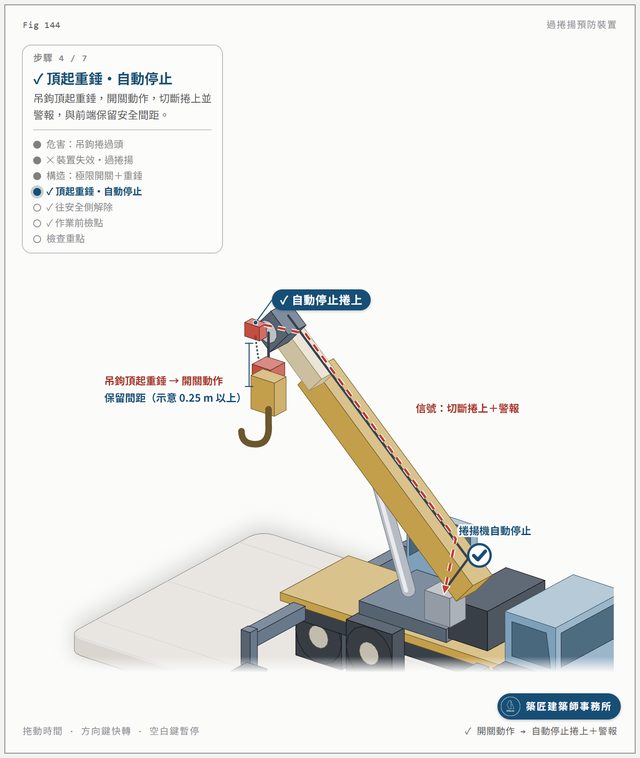 Fig 144
過捲揚預防裝置
步驟 4 / 7
✓ 頂起重錘・自動停止
吊鉤頂起重錘，開關動作，切斷捲上並
警報，與前端保留安全間距。
危害：吊鉤捲過頭
✕ 裝置失效・過捲揚
構造：極限開關＋重錘
✓ 頂起重錘・自動停止
✓ 往安全側解除
✓ 作業前檢點
檢查重點
✓ 自動停止捲上
吊鉤頂起重錘 → 開關動作
保留間距（示意 0.25 m 以上）
信號：切斷捲上＋警報
捲揚機自動停止
築匠建築師事務所
拖動時間 · 方向鍵快轉 · 空白鍵暫停
✓ 開關動作 → 自動停止捲上＋警報